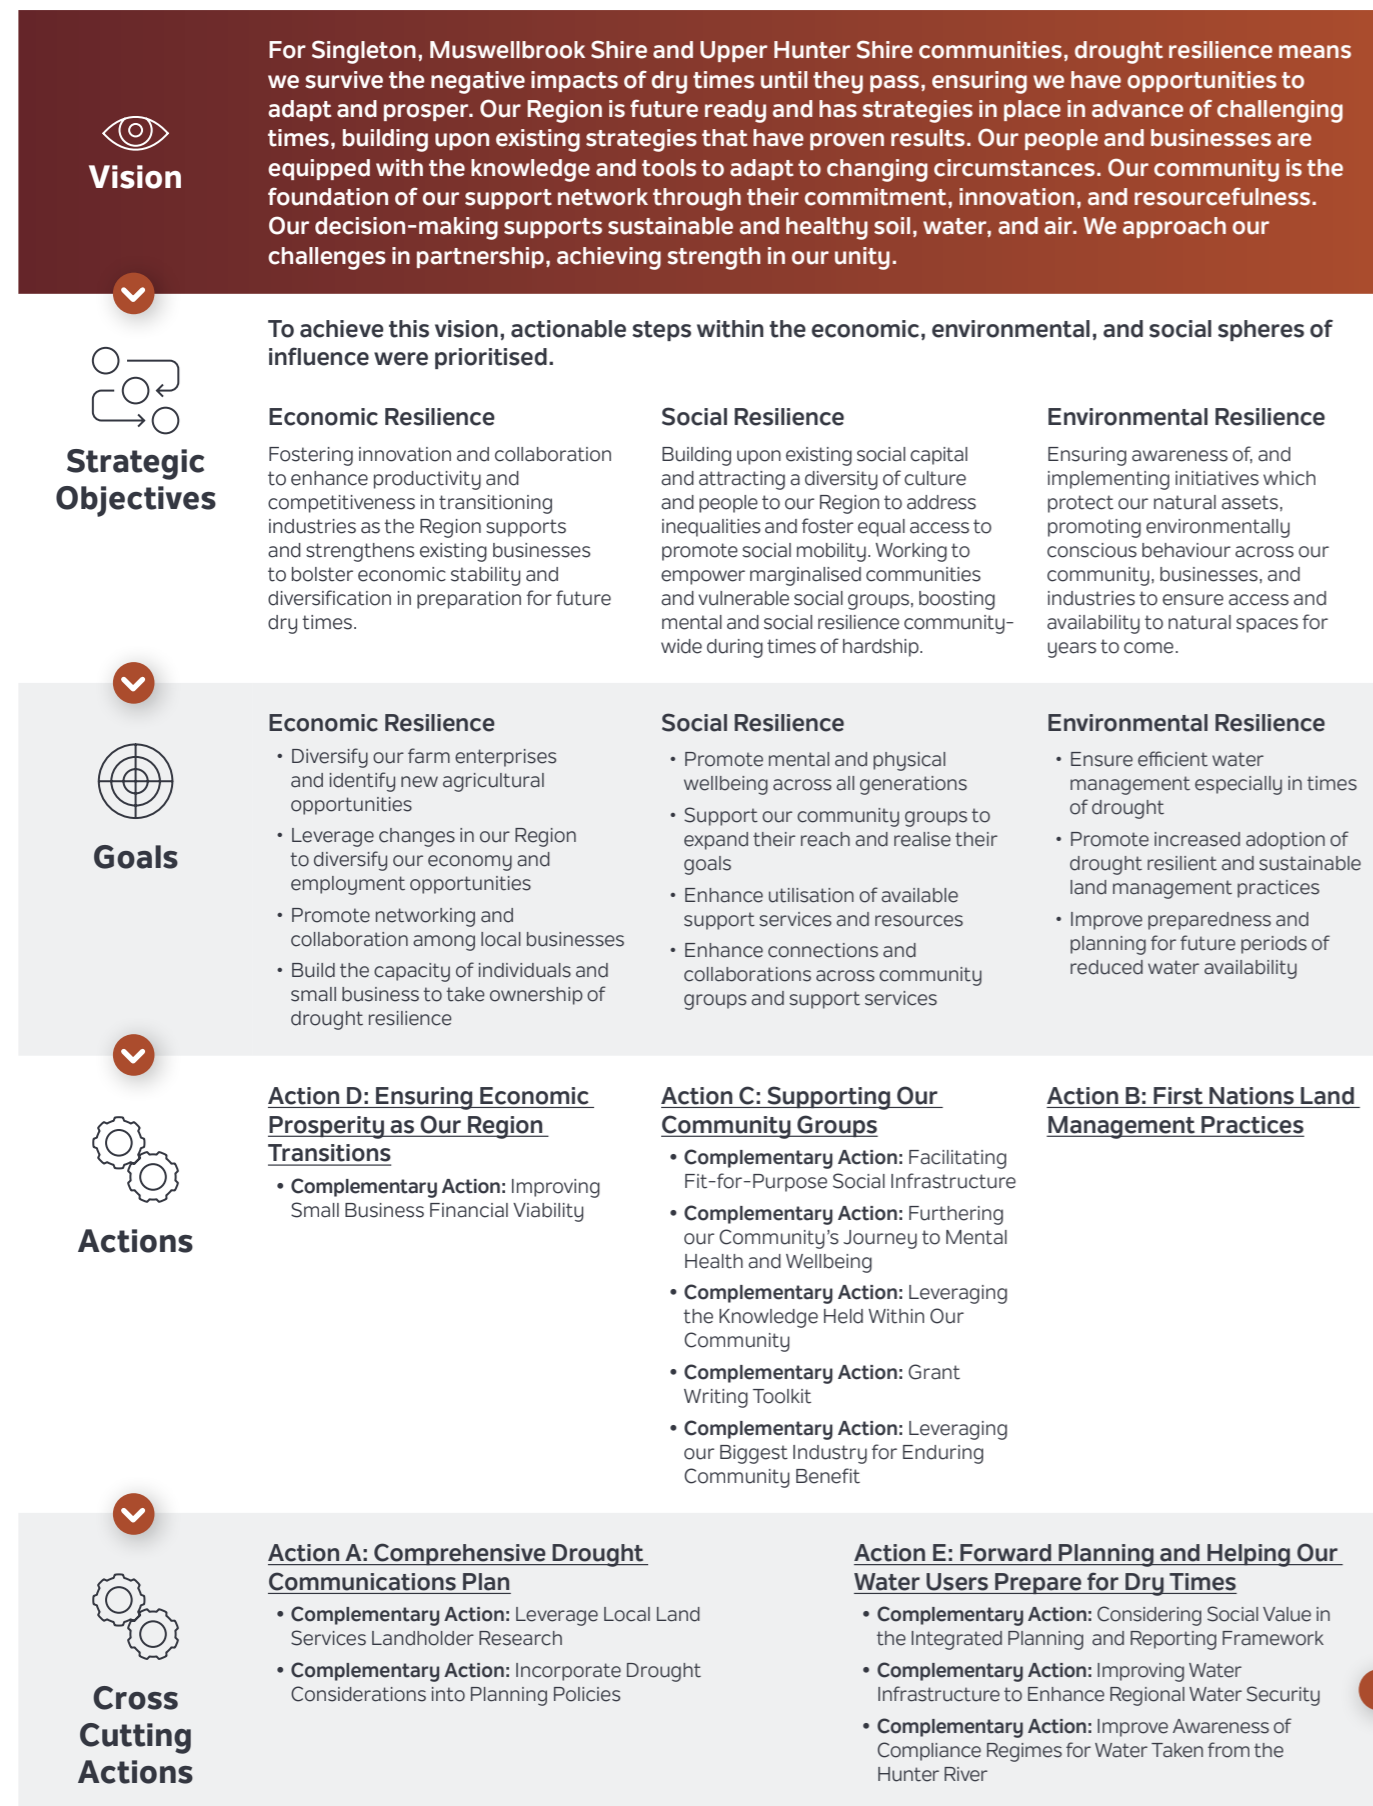 Vision
For Singleton, Muswellbrook Shire and Upper Hunter Shire communities, drought resilience means
we survive the negative impacts of dry times until they pass, ensuring we have opportunities to
adapt and prosper. Our Region is future ready and has strategies in place in advance of challenging
times, building upon existing strategies that have proven results. Our people and businesses are
equipped with the knowledge and tools to adapt to changing circumstances. Our community is the
foundation of our support network through their commitment, innovation, and resourcefulness.
Our decision-making supports sustainable and healthy soil, water, and air. We approach our
challenges in partnership, achieving strength in our unity.
Strategic
Objectives
To achieve this vision, actionable steps within the economic, environmental, and social spheres of
influence were prioritised.
Economic Resilience
Fostering innovation and collaboration
to enhance productivity and
competitiveness in transitioning
industries as the Region supports
and strengthens existing businesses
to bolster economic stability and
diversification in preparation for future
dry times.
Social Resilience
Building upon existing social capital
and attracting a diversity of culture
and people to our Region to address
inequalities and foster equal access to
promote social mobility. Working to
empower marginalised communities
and vulnerable social groups, boosting
mental and social resilience community-
wide during times of hardship.
Environmental Resilience
Ensuring awareness of, and
implementing initiatives which
protect our natural assets,
promoting environmentally
conscious behaviour across our
community, businesses, and
industries to ensure access and
availability to natural spaces for
years to come.
Goals
Economic Resilience
• Diversify our farm enterprises
and identify new agricultural
opportunities
• Leverage changes in our Region
to diversify our economy and
employment opportunities
• Promote networking and
collaboration among local businesses
• Build the capacity of individuals and
small business to take ownership of
drought resilience
Social Resilience
• Promote mental and physical
wellbeing across all generations
• Support our community groups to
expand their reach and realise their
goals
• Enhance utilisation of available
support services and resources
• Enhance connections and
collaborations across community
groups and support services
Environmental Resilience
• Ensure efficient water
management especially in times
of drought
• Promote increased adoption of
drought resilient and sustainable
land management practices
• Improve preparedness and
planning for future periods of
reduced water availability
Actions
Action D: Ensuring Economic
Prosperity as Our Region
Transitions
• Complementary Action: Improving
Small Business Financial Viability
Action C: Supporting Our
Community Groups
• Complementary Action: Facilitating
Fit-for-Purpose Social Infrastructure
• Complementary Action: Furthering
our Community's Journey to Mental
Health and Wellbeing
• Complementary Action: Leveraging
the Knowledge Held Within Our
Community
• Complementary Action: Grant
Writing Toolkit
• Complementary Action: Leveraging
our Biggest Industry for Enduring
Community Benefit
Action B: First Nations Land
Management Practices
Cross
Cutting
Actions
Action A: Comprehensive Drought
Communications Plan
• Complementary Action: Leverage Local Land
Services Landholder Research
• Complementary Action: Incorporate Drought
Considerations into Planning Policies
Action E: Forward Planning and Helping Our
Water Users Prepare for Dry Times
• Complementary Action: Considering Social Value in
the Integrated Planning and Reporting Framework
• Complementary Action: Improving Water
Infrastructure to Enhance Regional Water Security
• Complementary Action: Improve Awareness of
Compliance Regimes for Water Taken from the
Hunter River